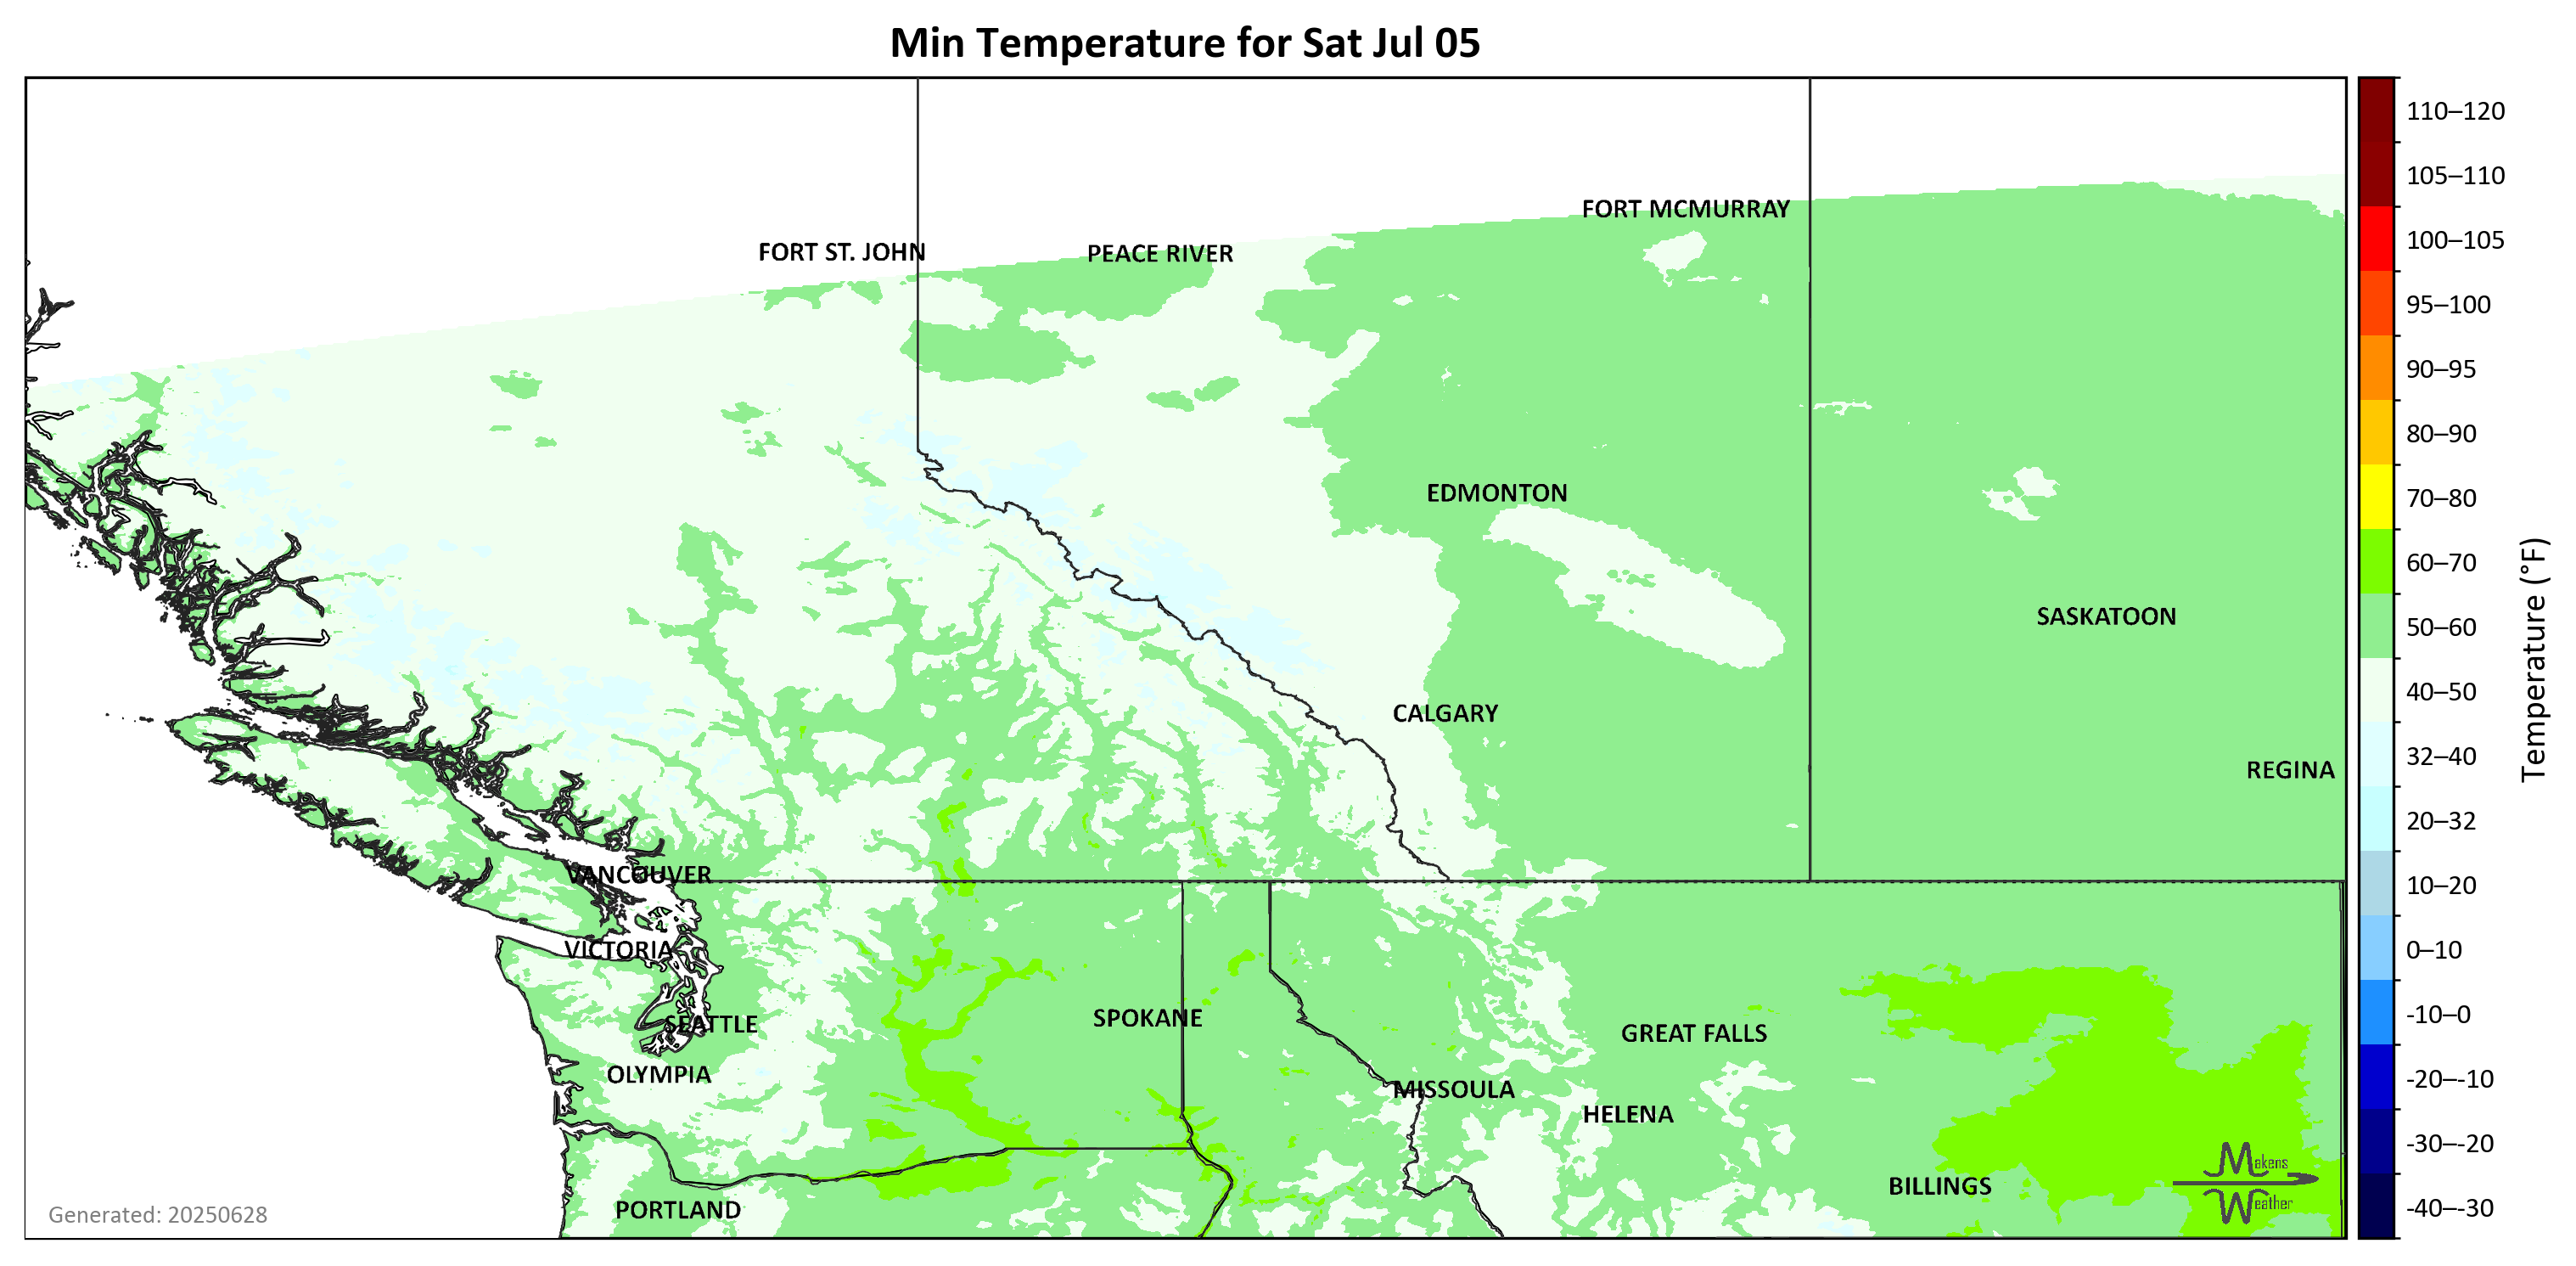 Min Temperature for Sat Jul 05
110–120
105–110
100–105
95–100
90–95
80–90
70–80
60–70
50–60
40–50
32–40
20–32
10–20
0–10
-10–0
-20–-10
-30–-20
-40–-30
Temperature (°F)
FORT MCMURRAY
FORT ST. JOHN
PEACE RIVER
EDMONTON
SASKATOON
CALGARY
REGINA
VANCOUVER
VICTORIA
SEATTLE
SPOKANE
GREAT FALLS
OLYMPIA
MISSOULA
HELENA
BILLINGS
PORTLAND
Makens
Weather
Generated: 20250628